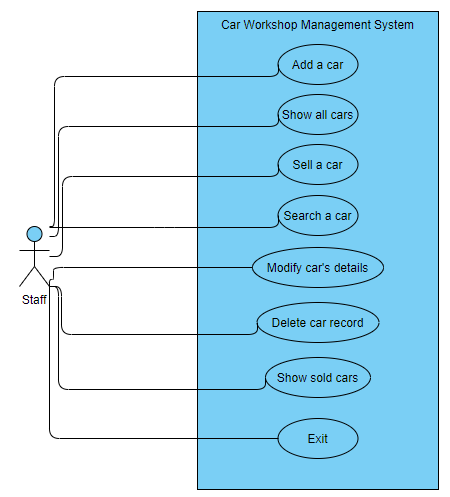 Car Workshop Management System
Add a car
Show all cars
Sell a car
Search a car
Staff
Modify car's details
Delete car record
Show sold cars
Exit